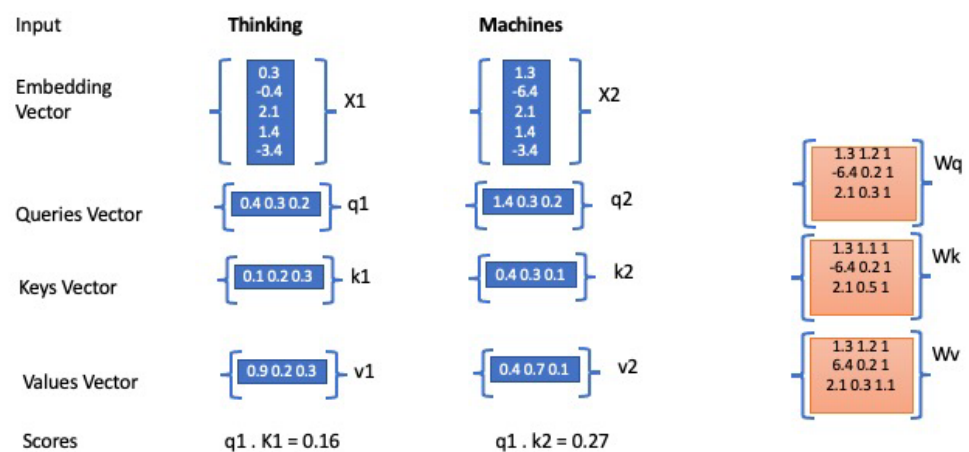 Input Thinking Machines
Embedding Vector
0.3
-0.4
2.1
1.4
-3.4
X1
1.3
-6.4
2.1
1.4
-3.4
X2
Queries Vector 0.4 0.3 0.2 q1 1.4 0.3 0.2 q2
Keys Vector 0.1 0.2 0.3 k1 0.4 0.3 0.1 k2
Values Vector 0.9 0.2 0.3 v1 0.4 0.7 0.1 v2
Scores q1 . K1 = 0.16 q1 . k2 = 0.27
1.3 1.2 1
-6.4 0.2 1
2.1 0.3 1
Wq
1.3 1.1 1
-6.4 0.2 1
2.1 0.5 1
Wk
1.3 1.2 1
6.4 0.2 1
2.1 0.3 1.1
Wv